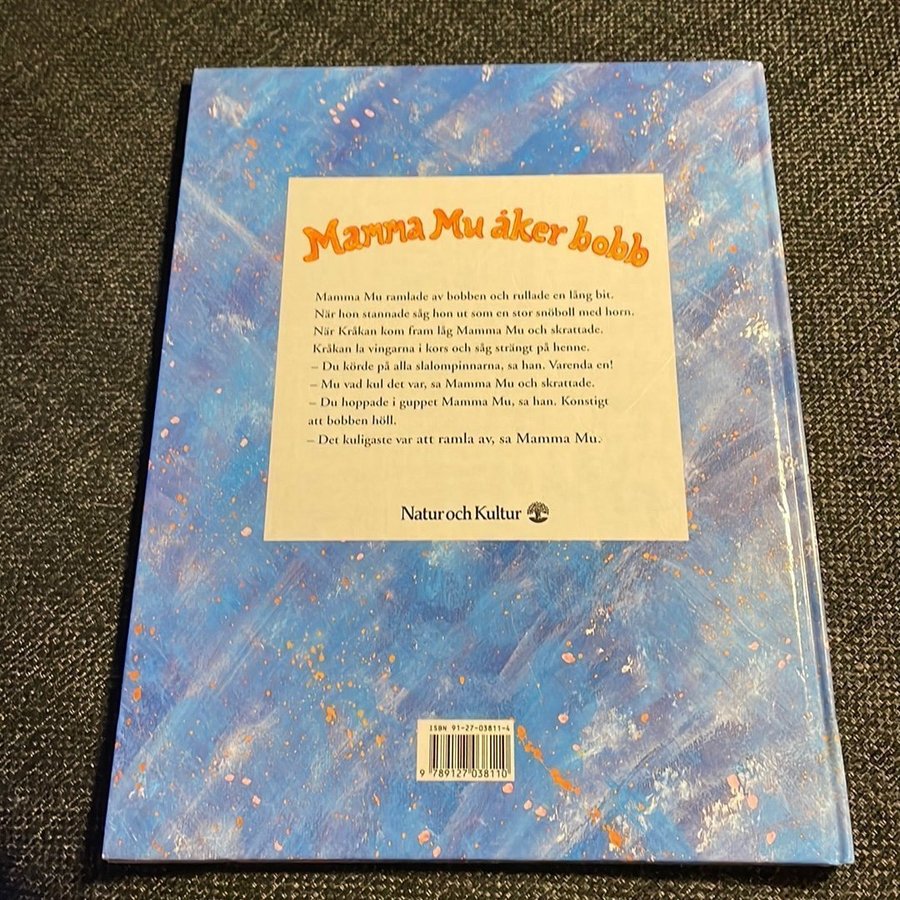 Mamma Mu åker bobb
Mamma Mu ramlade av bobben och rullade en lång bit.
När hon stannade såg hon ut som en stor snöboll med horn.
När Kråkan kom fram låg Mamma Mu och skrattade.
Kråkan la vingarna i kors och såg strängt på henne.
– Du körde på alla slalompinnarna, sa han. Varenda en!
– Mu vad kul det var, sa Mamma Mu och skrattade.
– Du hoppade i guppet Mamma Mu, sa han. Konstigt
att bobben höll.
– Det kuligaste var att ramla av, sa Mamma Mu.
Natur och Kultur
ISBN 91-27-03811-4
9 789127 038110